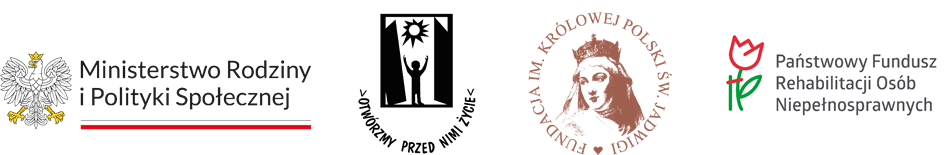 Ministerstwo Rodziny
i Polityki Społecznej
>OTWÓRZMY PRZED NIMI ŻYCIE<
FUNDACJA IM. KRÓLOWEJ POLSKI ŚW. JADWIGI
Państwowy Fundusz
Rehabilitacji Osób
Niepełnosprawnych